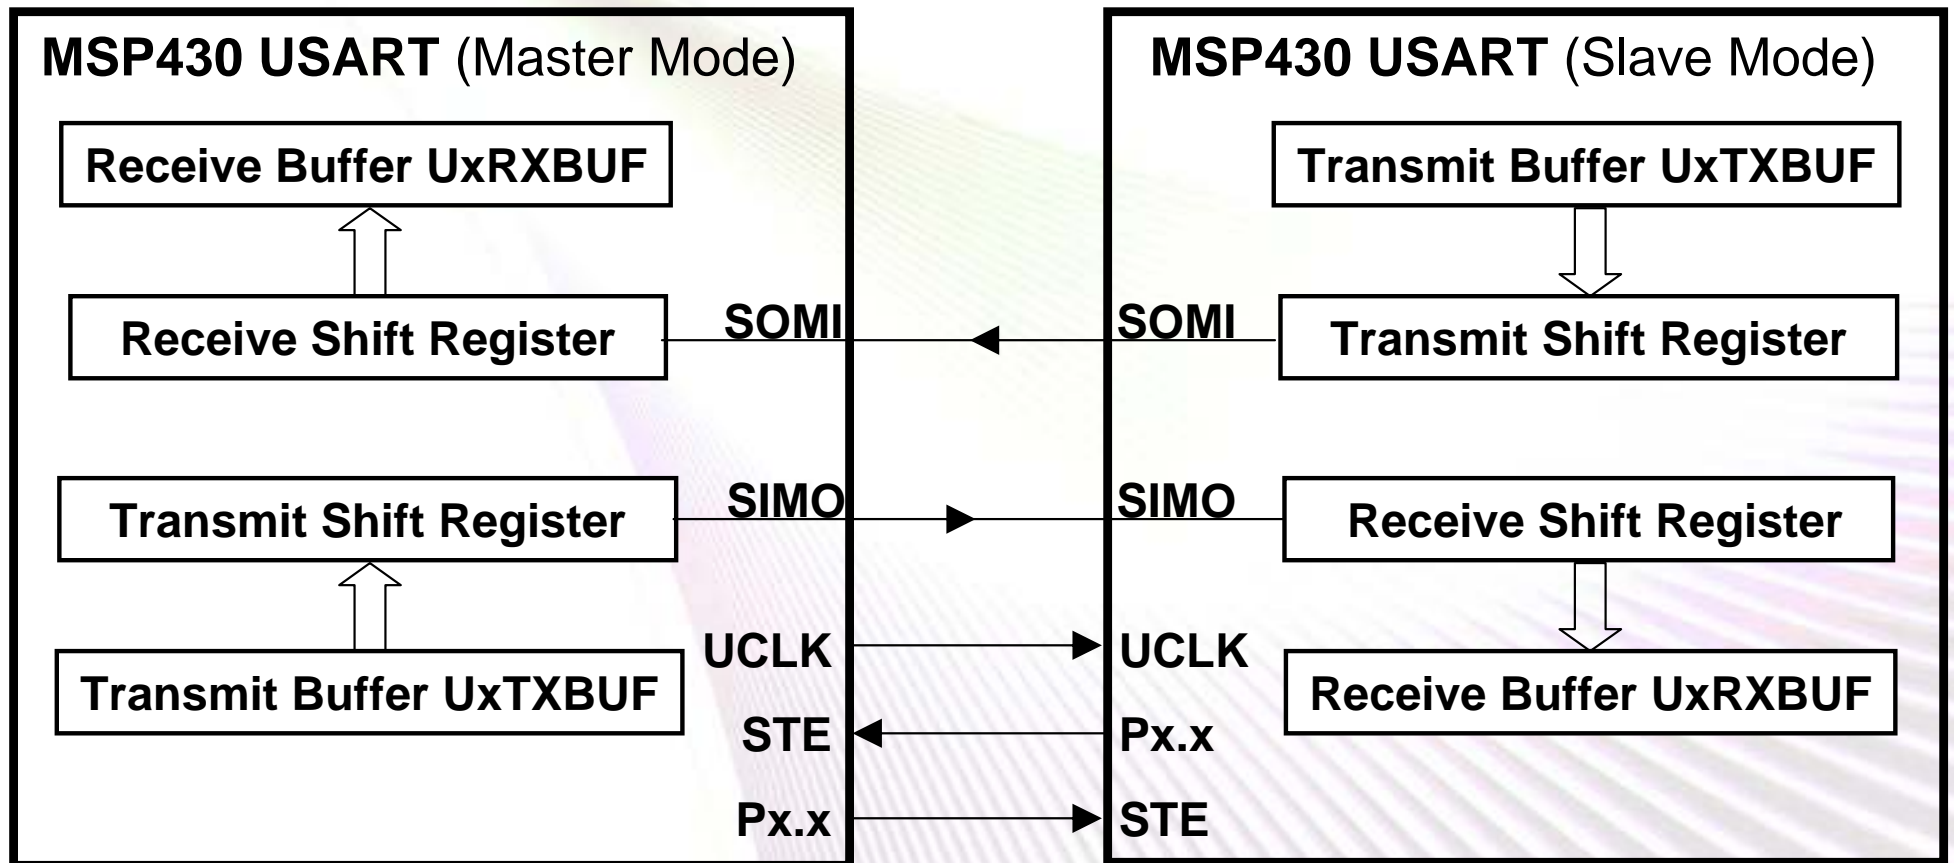 MSP430 USART (Master Mode)
Receive Buffer UxRXBUF
Receive Shift Register
SOMI
Transmit Shift Register
SIMO
Transmit Buffer UxTXBUF
UCLK
STE
Px.x
MSP430 USART (Slave Mode)
Transmit Buffer UxTXBUF
SOMI
Transmit Shift Register
SIMO
Receive Shift Register
UCLK
Receive Buffer UxRXBUF
Px.x
STE